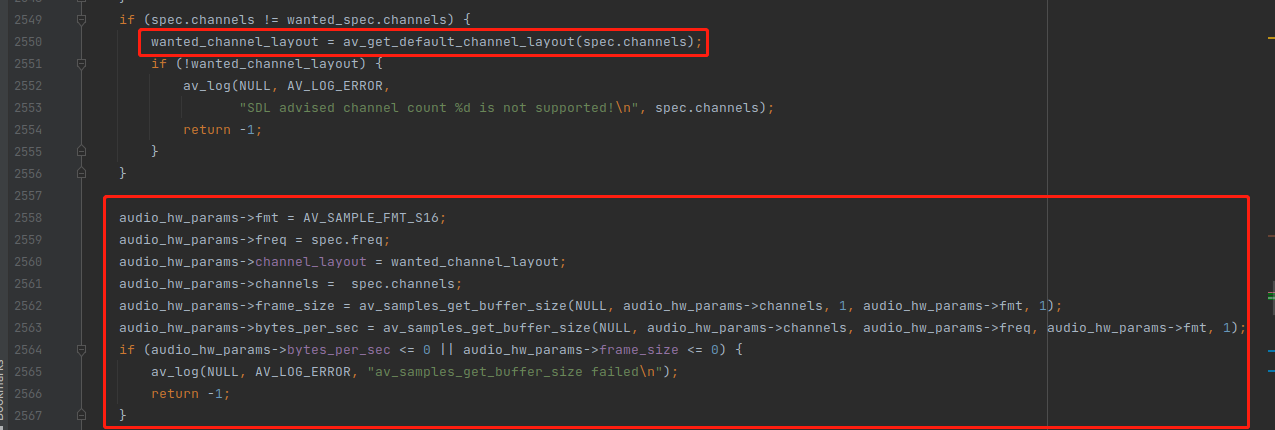 2549 if (spec.channels != wanted_spec.channels) {
2550 wanted_channel_layout = av_get_default_channel_layout(spec.channels);
2551 if (!wanted_channel_layout) {
2552 av_log(NULL, AV_LOG_ERROR,
2553 "SDL advised channel count %d is not supported!\n", spec.channels);
2554 return -1;
2555 }
2556 }
2557
2558 audio_hw_params->fmt = AV_SAMPLE_FMT_S16;
2559 audio_hw_params->freq = spec.freq;
2560 audio_hw_params->channel_layout = wanted_channel_layout;
2561 audio_hw_params->channels =  spec.channels;
2562 audio_hw_params->frame_size = av_samples_get_buffer_size(NULL, audio_hw_params->channels, 1, audio_hw_params->fmt, 1);
2563 audio_hw_params->bytes_per_sec = av_samples_get_buffer_size(NULL, audio_hw_params->channels, audio_hw_params->freq, audio_hw_params->fmt, 1);
2564 if (audio_hw_params->bytes_per_sec <= 0 || audio_hw_params->frame_size <= 0) {
2565 av_log(NULL, AV_LOG_ERROR, "av_samples_get_buffer_size failed\n");
2566 return -1;
2567 }